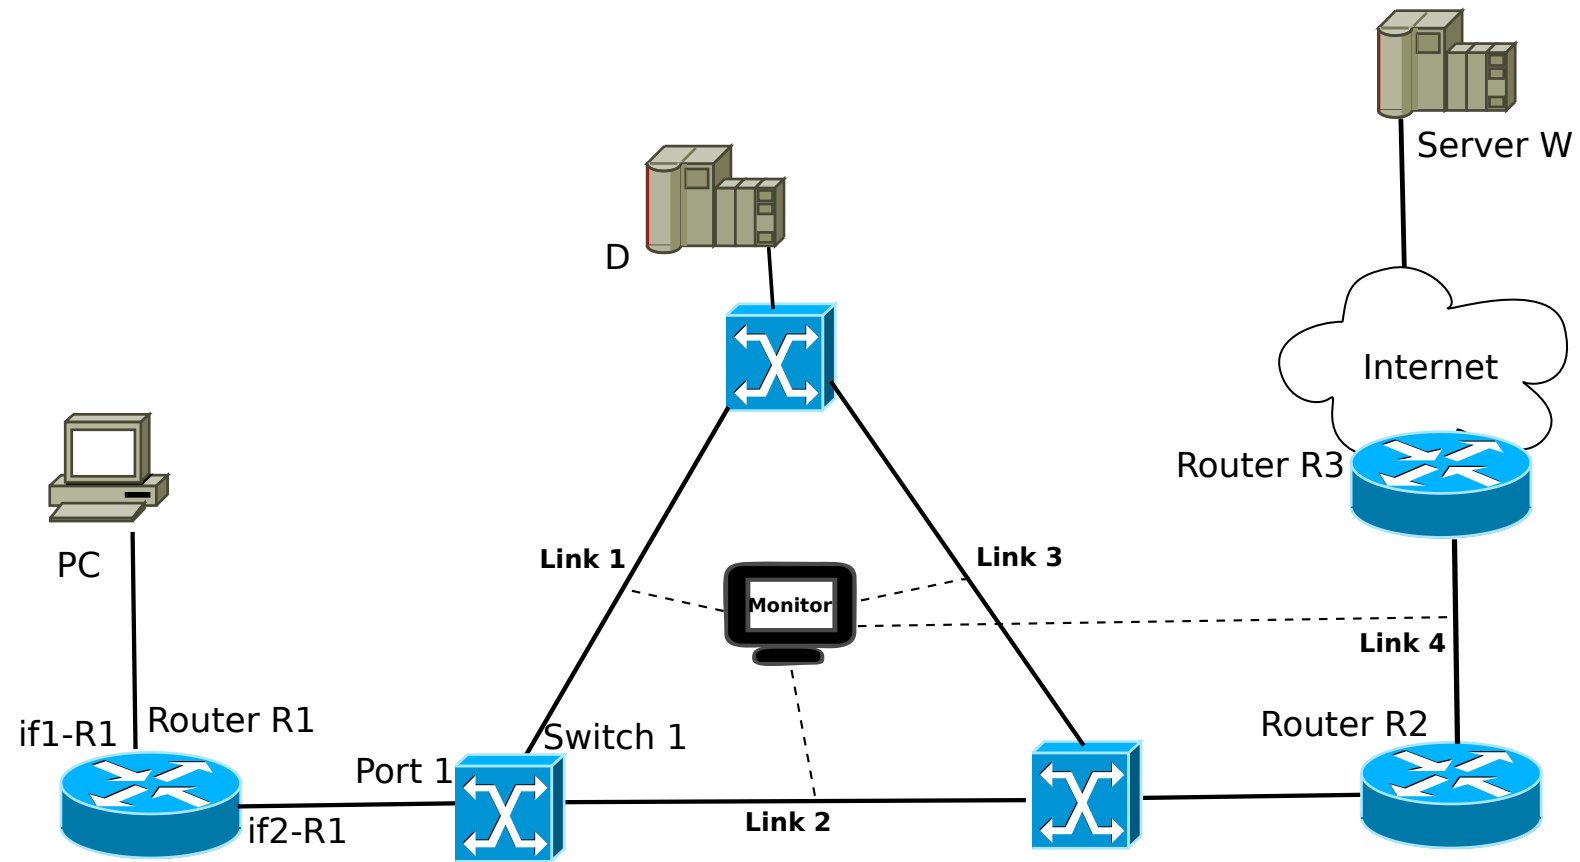 Server W
D
Internet
Router R3
PC
Link 1
Link 3
Monitor
Link 4
if1-R1
Router R1
Switch 1
Router R2
Port 1
if2-R1
Link 2